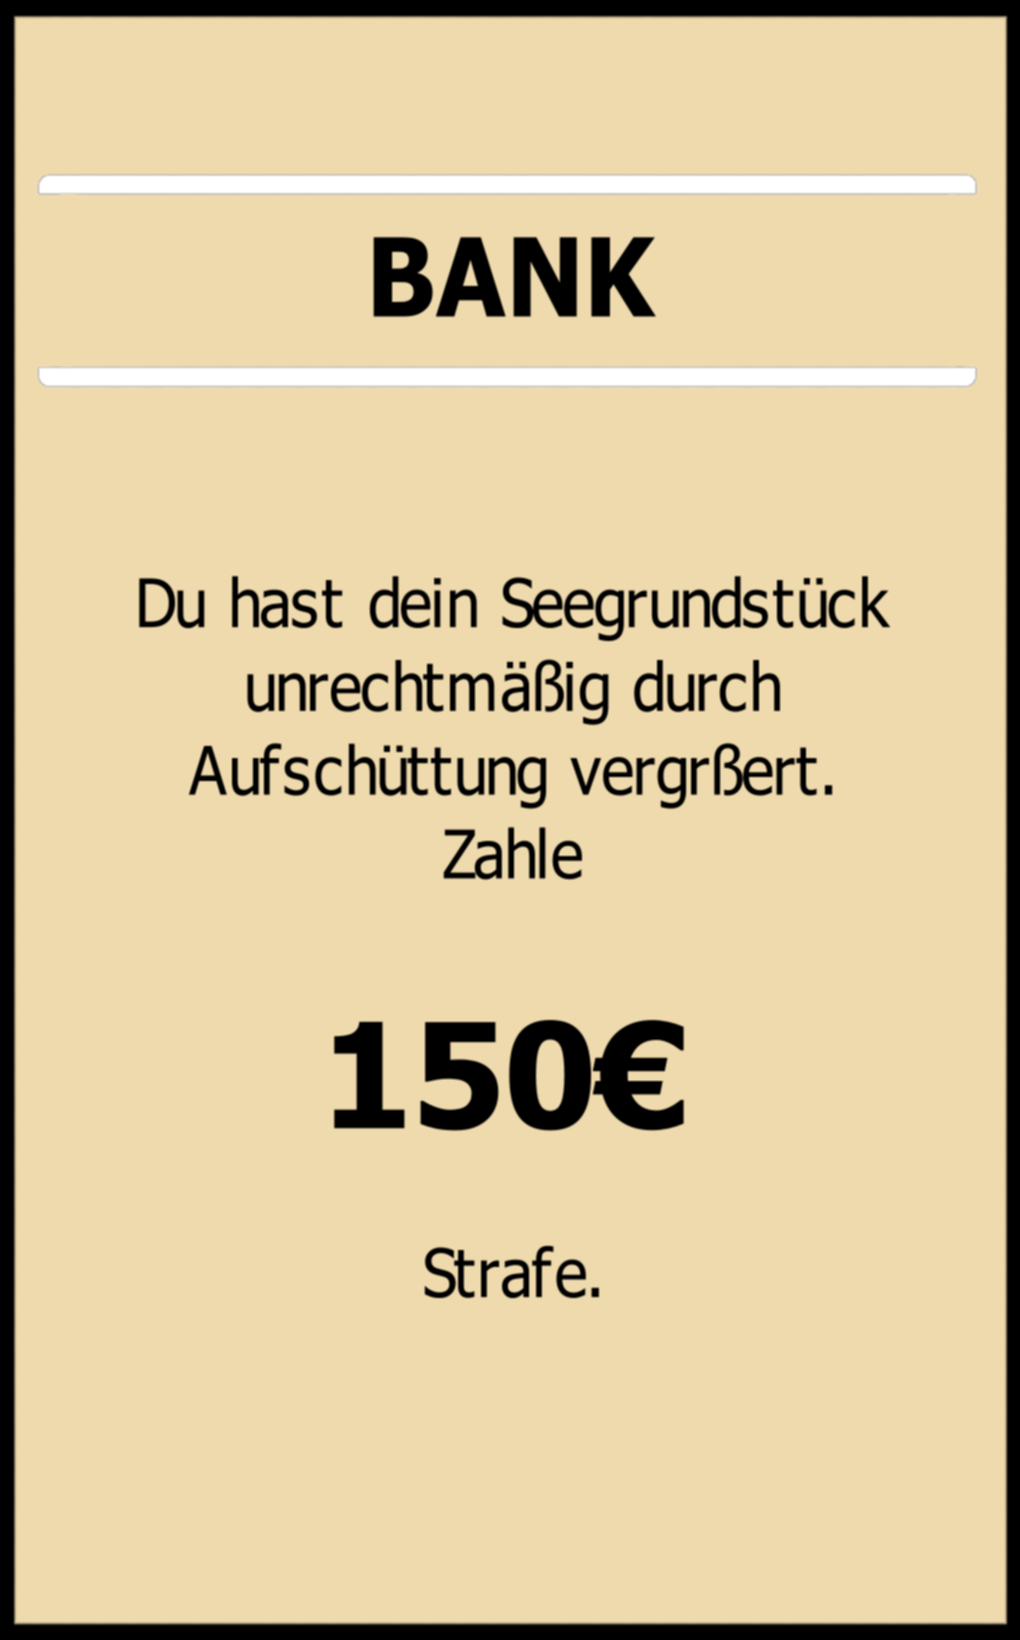 BANK
Du hast dein Seegrundstück
unrechtmäßig durch
Aufschüttung vergrßert.
Zahle
150€
Strafe.